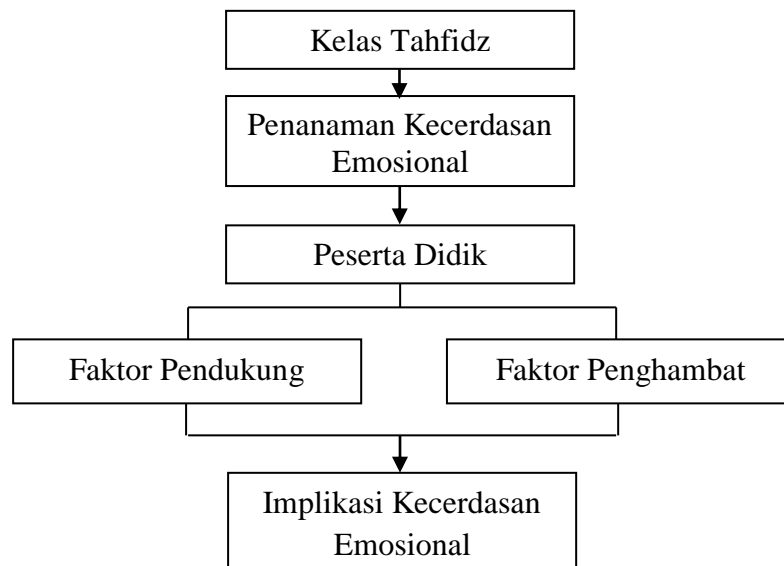 Kelas Tahfidz
Penanaman Kecerdasan
Emosional
Peserta Didik
Faktor Pendukung
Faktor Penghambat
Implikasi Kecerdasan
Emosional